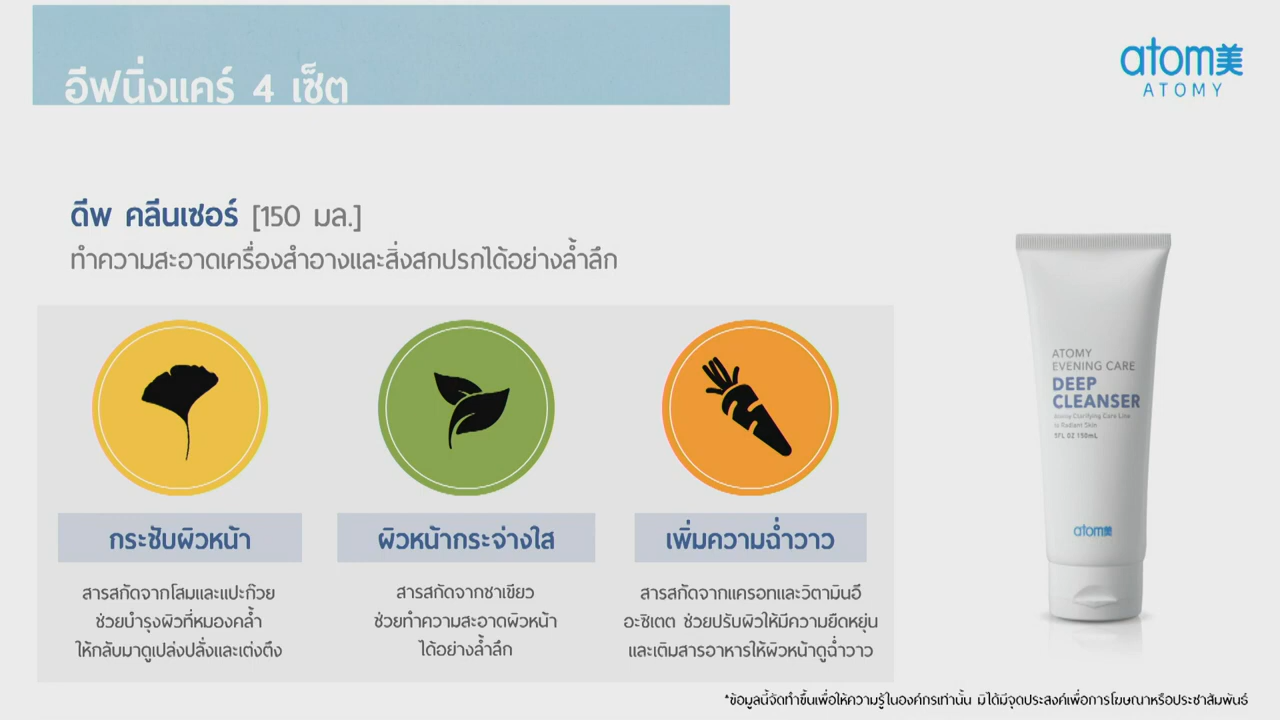 อีฟนิ่งแคร์ 4 เซ็ต
atom美
ATOMY
ดีพ คลีนเซอร์ [150 มล.]
ทำความสะอาดเครื่องสำอางและสิ่งสกปรกได้อย่างล้ำลึก
กระชับผิวหน้า
สารสกัดจากโสมและแปะก๊วย
ช่วยบำรุงผิวที่หมองคล้ำ
ให้กลับมาดูเปล่งปลั่งและเต่งตึง
ผิวหน้ากระจ่างใส
สารสกัดจากชาเขียว
ช่วยทำความสะอาดผิวหน้า
ได้อย่างล้ำลึก
เพิ่มความฉ่ำวาว
สารสกัดจากแครอทและวิตามินอี
อะซิเตต ช่วยปรับผิวให้มีความยืดหยุ่น
และเติมสารอาหารให้ผิวหน้าดูฉ่ำวาว
ATOMY
EVENING CARE
DEEP
CLEANSER
Atomy Clarifying Care Line
to Radiant Skin
5FL OZ 150mL
atom美
*ข้อมูลนี้จัดทำขึ้นเพื่อให้ความรู้ในองค์กรเท่านั้น มิได้มีจุดประสงค์เพื่อการโฆษณาหรือประชาสัมพันธ์